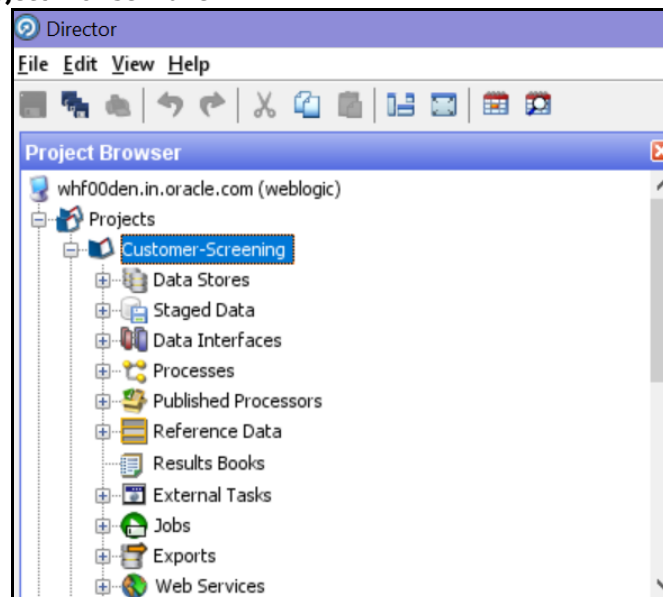 Director
File Edit View Help
Project Browser
whf00den.in.oracle.com (weblogic)
Projects
Customer-Screening
Data Stores
Staged Data
Data Interfaces
Processes
Published Processors
Reference Data
Results Books
External Tasks
Jobs
Exports
Web Services